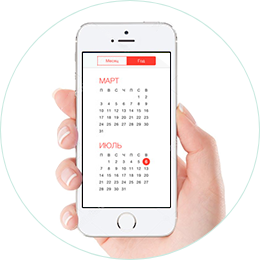 Месяц Год
МАРТ
П В С Ч П С В
1 2
3 4 5 6 7 8 9
10 11 12 13 14 15 16
17 18 19 20 21 22 23
24 25 26 27 28 29 30
31
ИЮЛЬ
П В С Ч П С В
1 2 3 4 5 6
7 8 9 10 11 12 13
14 15 16 17 18 19 20
21 22 23 24 25 26 27
28 29 30 31